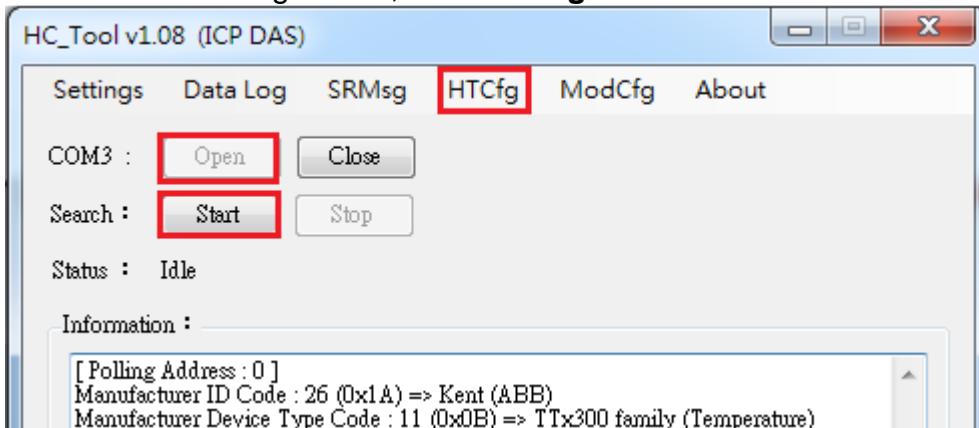 HC_Tool v1.08 (ICP DAS)
Settings Data Log SRMsg HTCfg ModCfg About
COM3 : Open Close
Search : Start Stop
Status : Idle
Information :
[ Polling Address : 0 ]
Manufacturer ID Code : 26 (0x1A) => Kent (ABB)
Manufacturer Device Type Code : 11 (0x0B) => TTx300 family (Temperature)